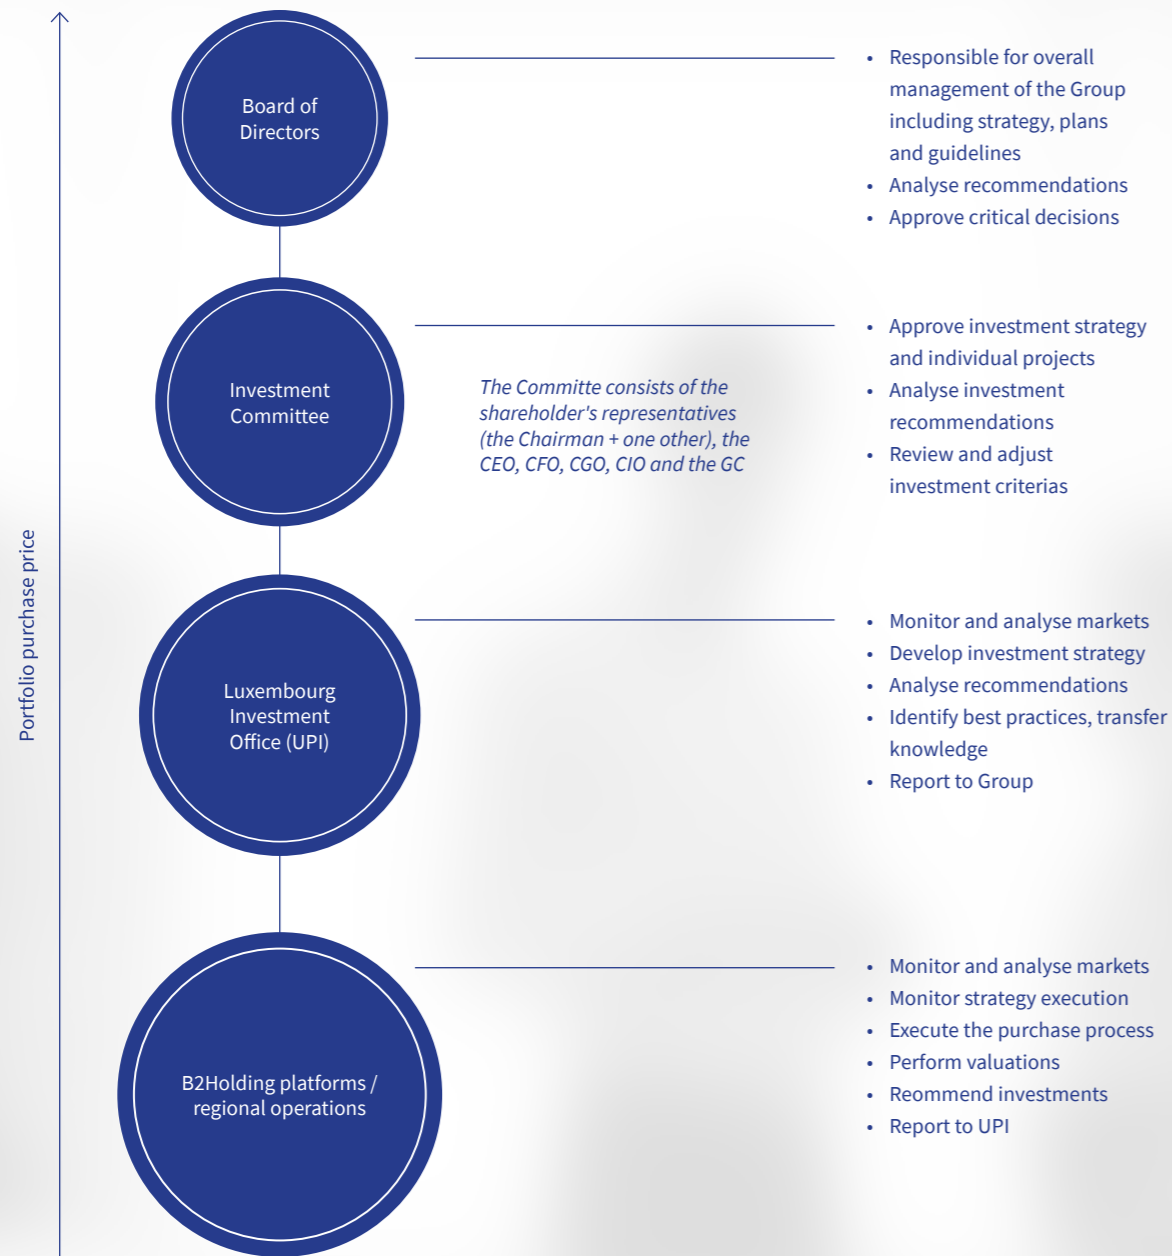 Board of
Directors
• Responsible for overall
management of the Group
including strategy, plans
and guidelines
• Analyse recommendations
• Approve critical decisions
Investment
Committee
The Committe consists of the
shareholder's representatives
(the Chairman + one other), the
CEO, CFO, CGO, CIO and the GC
• Approve investment strategy
and individual projects
• Analyse investment
recommendations
• Review and adjust
investment criterias
Portfolio purchase price
Luxembourg
Investment
Office (UPI)
• Monitor and analyse markets
• Develop investment strategy
• Analyse recommendations
• Identify best practices, transfer
knowledge
• Report to Group
B2Holding platforms /
regional operations
• Monitor and analyse markets
• Monitor strategy execution
• Execute the purchase process
• Perform valuations
• Reommend investments
• Report to UPI